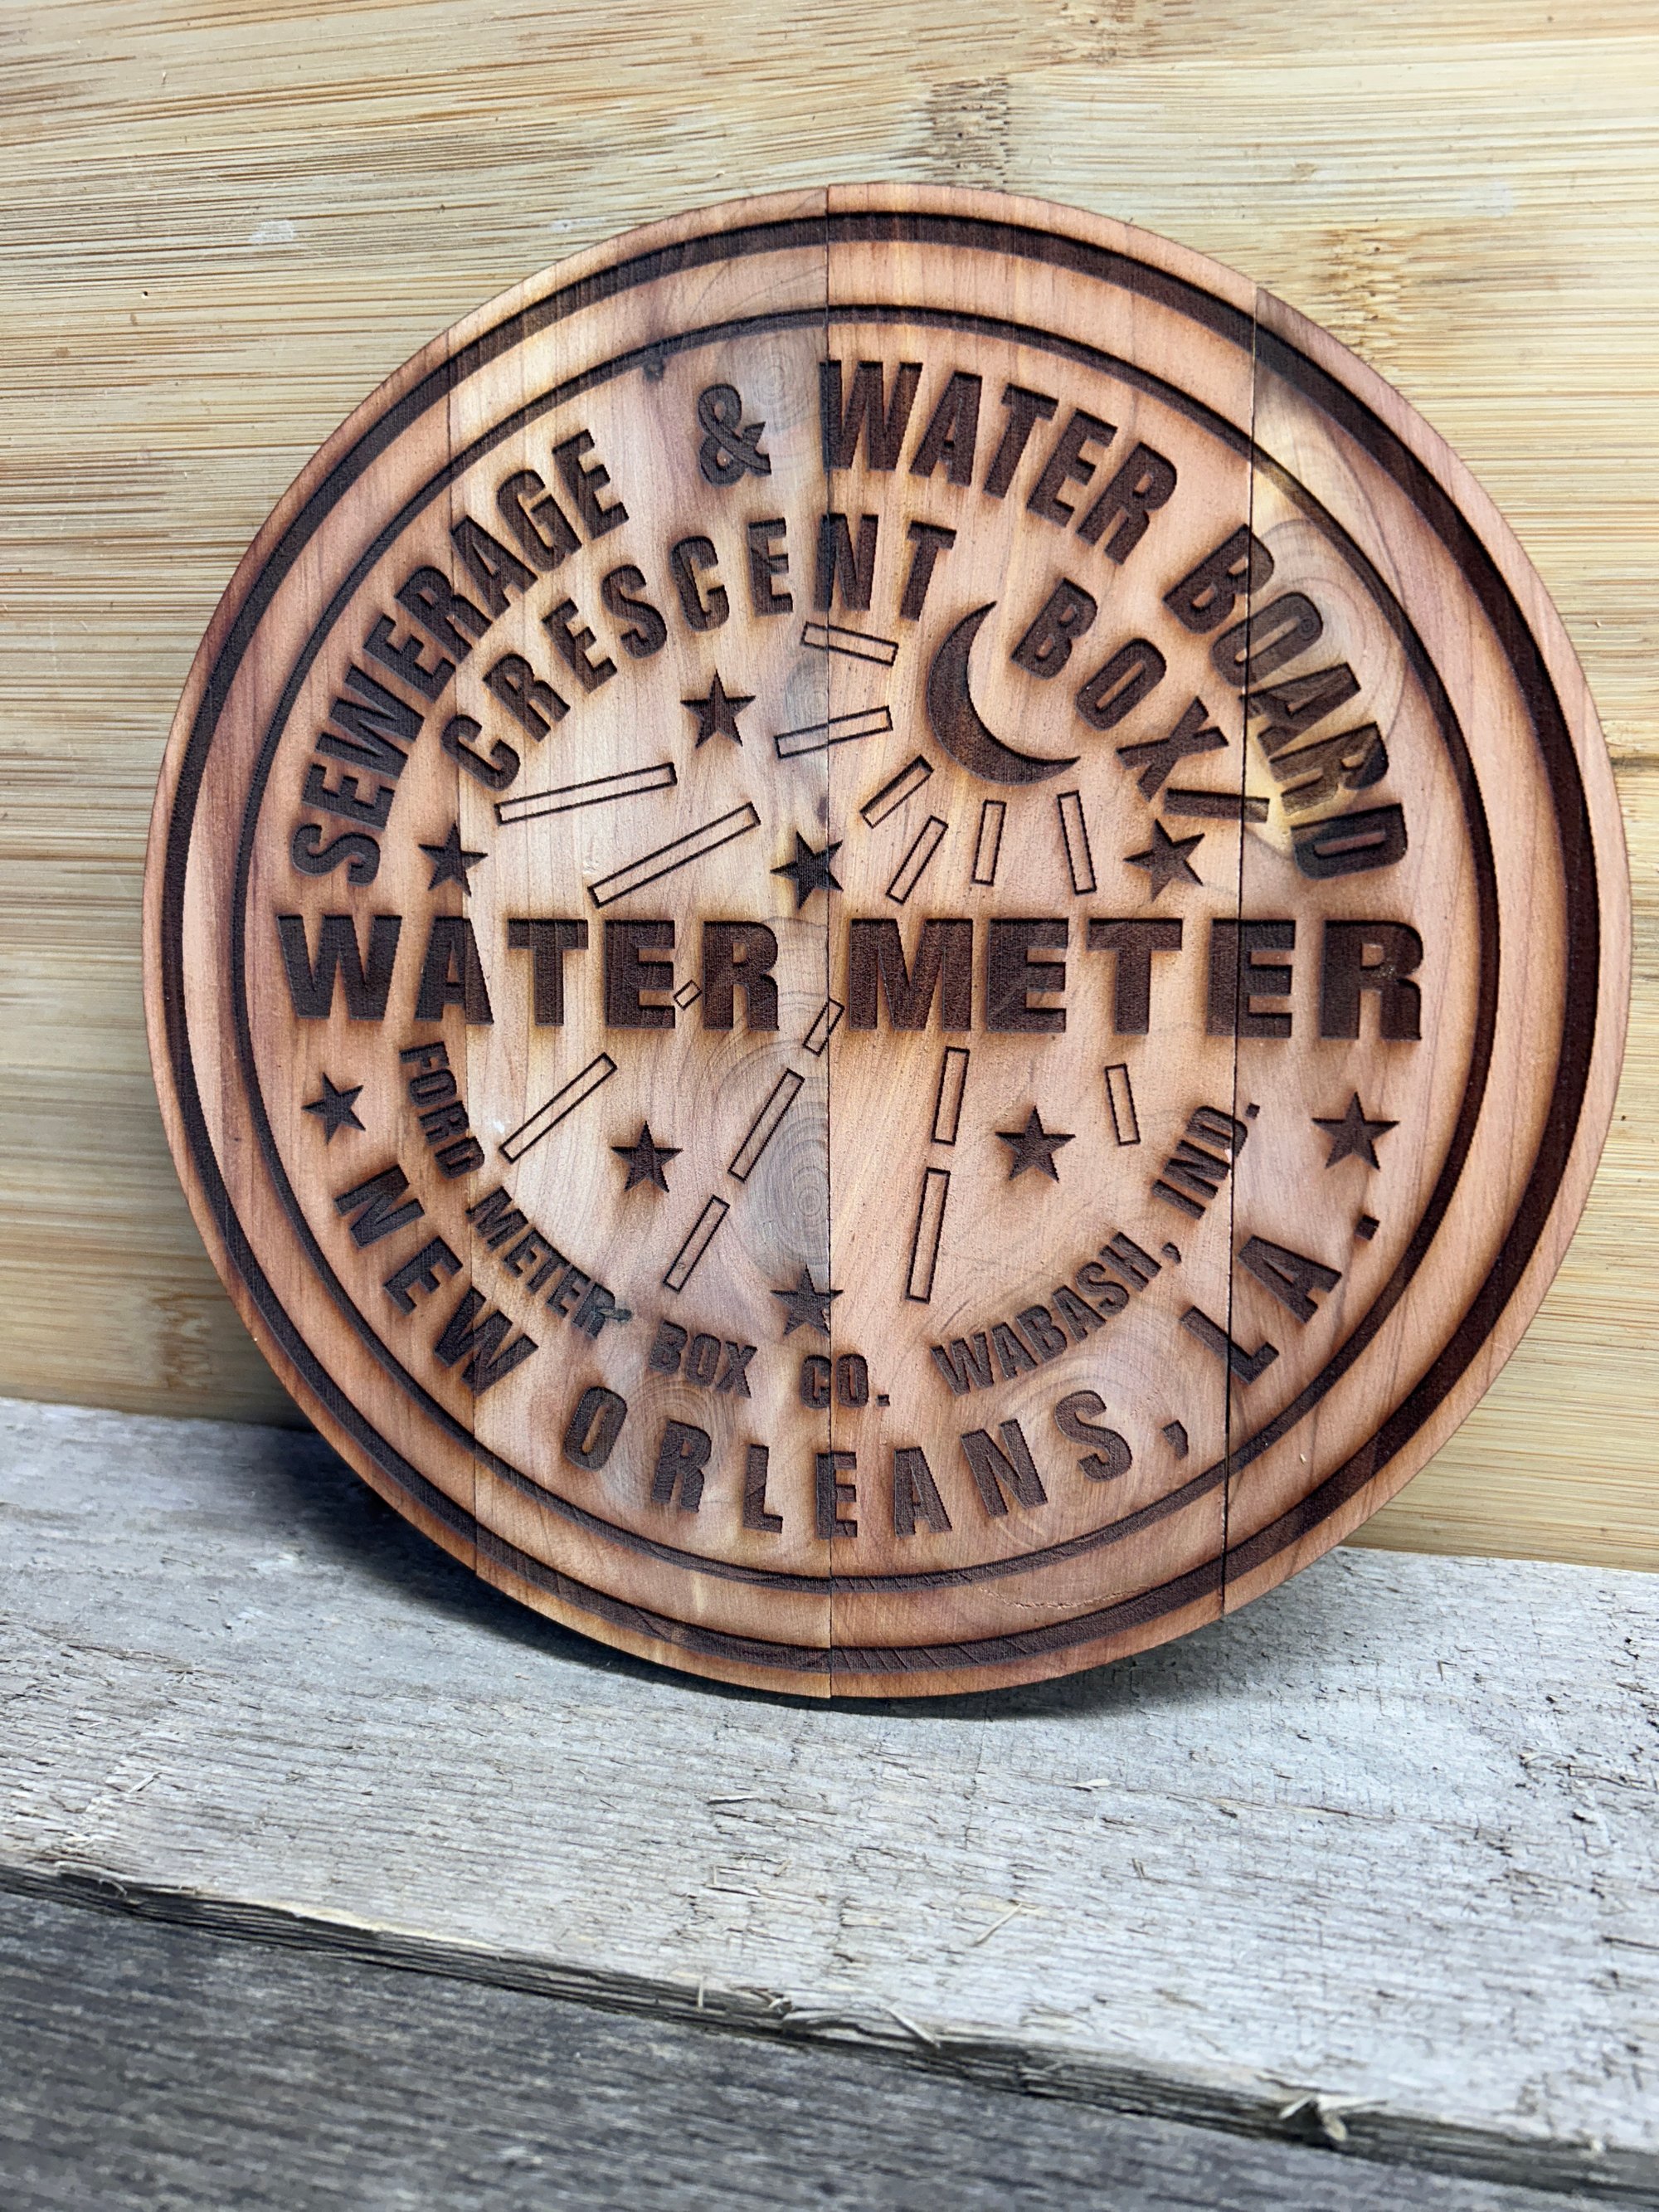 SEWERAGE & WATER BOARD
CRESCENT BOX
WATER METER
FORD METER BOX CO. WABASH, IND.
NEW ORLEANS, LA.